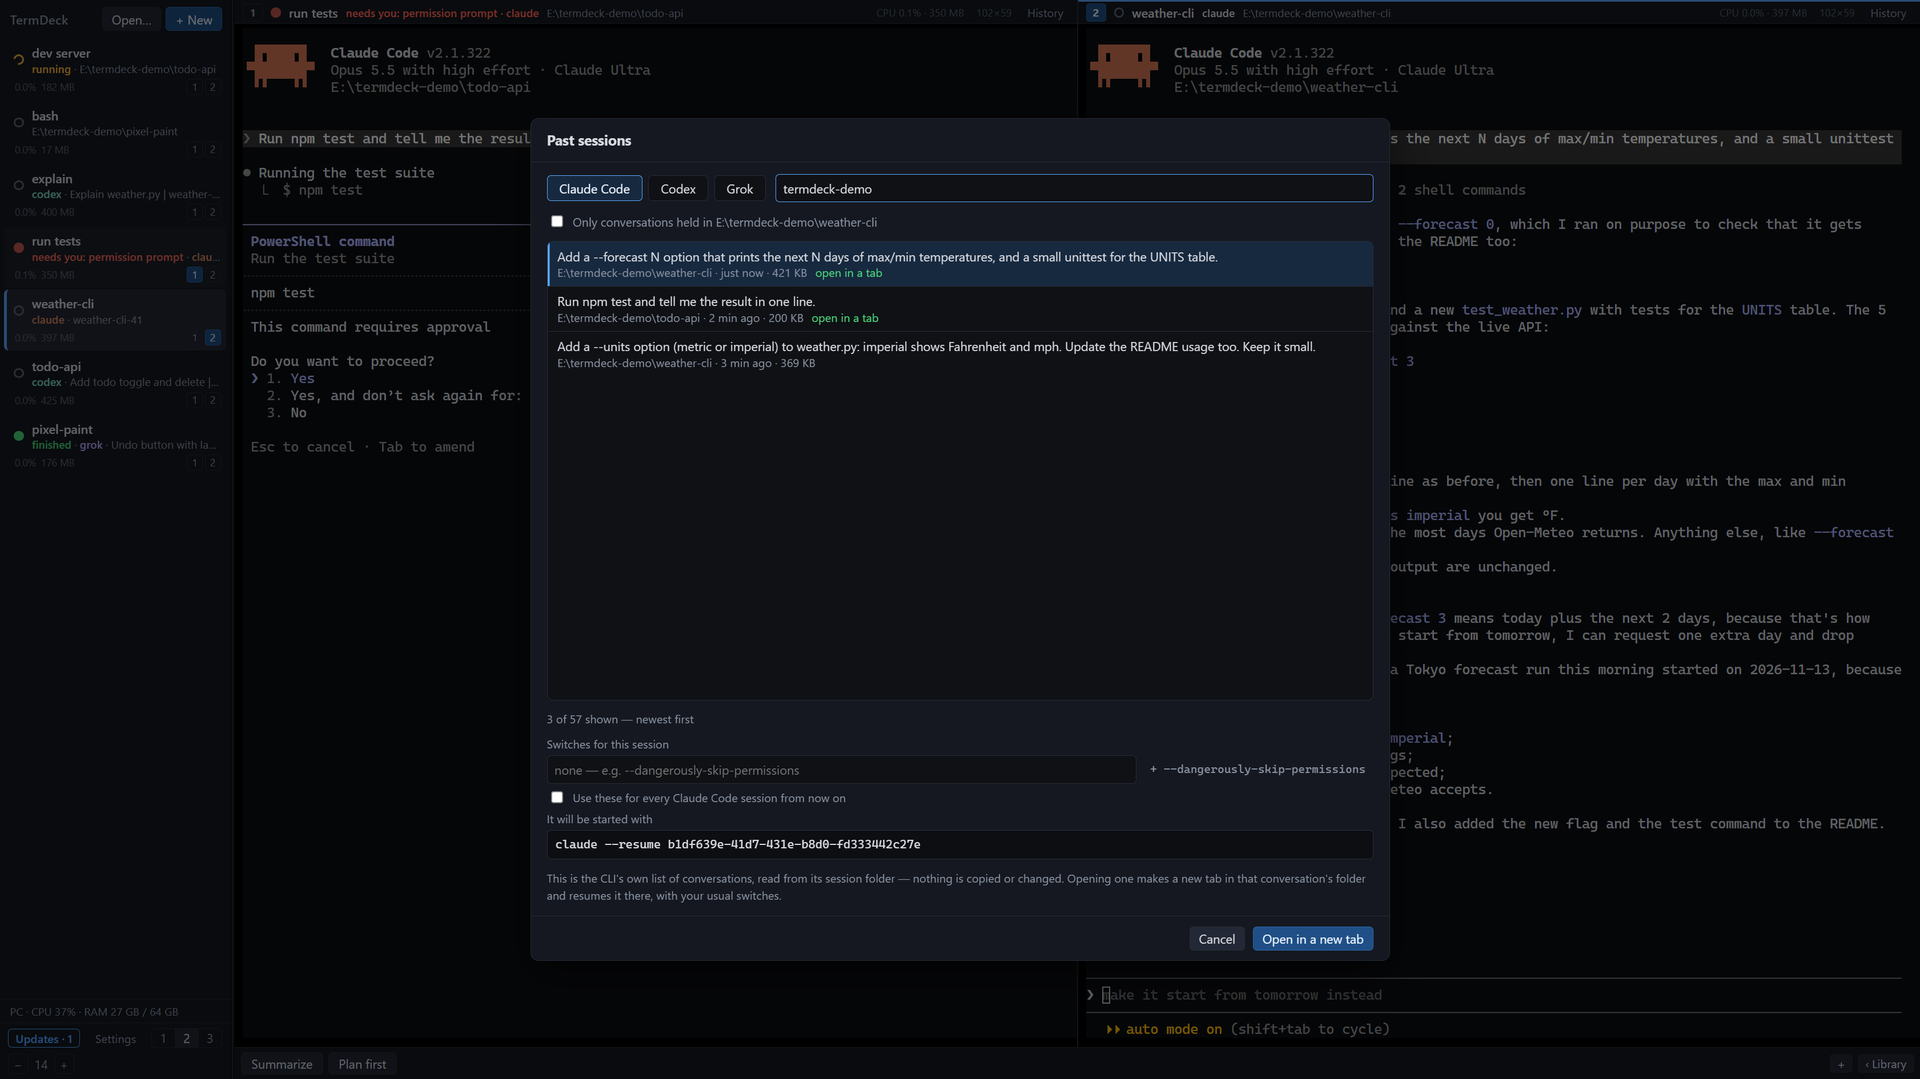 TermDeck
Open...
+ New
dev server
running · E:\termdeck-demo\todo-api
0.0% 182 MB
1 2
bash
E:\termdeck-demo\pixel-paint
0.0% 17 MB
1 2
explain
codex · Explain weather.py | weather-...
0.0% 400 MB
1 2
run tests
needs you: permission prompt · clau...
0.1% 350 MB
1 2
weather-cli
claude · weather-cli-41
0.0% 397 MB
1 2
todo-api
codex · Add todo toggle and delete |...
0.0% 425 MB
1 2
pixel-paint
finished · grok · Undo button with la...
0.0% 176 MB
1 2
PC · CPU 37% · RAM 27 GB / 64 GB
Updates · 1
Settings
1 2 3
− 14 +
1 run tests needs you: permission prompt · claude E:\termdeck-demo\todo-api CPU 0.1% · 350 MB 102×59 History
Claude Code v2.1.322
Opus 5.5 with high effort · Claude Ultra
E:\termdeck-demo\todo-api
❯ Run npm test and tell me the resul
● Running the test suite
└ $ npm test
PowerShell command
Run the test suite
npm test
This command requires approval
Do you want to proceed?
❯ 1. Yes
2. Yes, and don’t ask again for:
3. No
Esc to cancel · Tab to amend
Summarize
Plan first
2 weather-cli claude E:\termdeck-demo\weather-cli CPU 0.0% · 397 MB 102×59 History
Claude Code v2.1.322
Opus 5.5 with high effort · Claude Ultra
E:\termdeck-demo\weather-cli
s the next N days of max/min temperatures, and a small unittest
2 shell commands
--forecast 0, which I ran on purpose to check that it gets
the README too:
nd a new test_weather.py with tests for the UNITS table. The 5
gainst the live API:
t 3
ine as before, then one line per day with the max and min
s imperial you get °F.
he most days Open-Meteo returns. Anything else, like --forecast
output are unchanged.
ecast 3 means today plus the next 2 days, because that's how
start from tomorrow, I can request one extra day and drop
a Tokyo forecast run this morning started on 2026-11-13, because
mperial;
gs;
pected;
eteo accepts.
I also added the new flag and the test command to the README.
❯ make it start from tomorrow instead
⏵⏵ auto mode on (shift+tab to cycle)
+
‹ Library
Past sessions
Claude Code
Codex
Grok
termdeck-demo
Only conversations held in E:\termdeck-demo\weather-cli
Add a --forecast N option that prints the next N days of max/min temperatures, and a small unittest for the UNITS table.
E:\termdeck-demo\weather-cli · just now · 421 KB open in a tab
Run npm test and tell me the result in one line.
E:\termdeck-demo\todo-api · 2 min ago · 200 KB open in a tab
Add a --units option (metric or imperial) to weather.py: imperial shows Fahrenheit and mph. Update the README usage too. Keep it small.
E:\termdeck-demo\weather-cli · 3 min ago · 369 KB
3 of 57 shown — newest first
Switches for this session
none — e.g. --dangerously-skip-permissions
+ --dangerously-skip-permissions
Use these for every Claude Code session from now on
It will be started with
claude --resume b1df639e-41d7-431e-b8d0-fd333442c27e
This is the CLI's own list of conversations, read from its session folder — nothing is copied or changed. Opening one makes a new tab in that conversation's folder
and resumes it there, with your usual switches.
Cancel
Open in a new tab